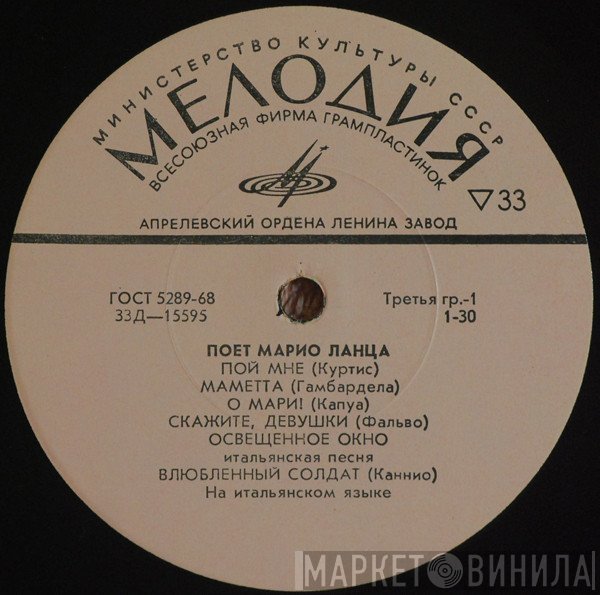 МИНИСТЕРСТВО КУЛЬТУРЫ СССР
МЕЛОДИЯ
ВСЕСОЮЗНАЯ ФИРМА ГРАМПЛАСТИНОК
▽33
АПРЕЛЕВСКИЙ ОРДЕНА ЛЕНИНА ЗАВОД
ГОСТ 5289-68
Третья гр.-1
33Д—15595
1-30
ПОЕТ МАРИО ЛАНЦА
ПОЙ МНЕ (Куртис)
МАМЕТТА (Гамбардела)
О МАРИ! (Капуа)
СКАЖИТЕ, ДЕВУШКИ (Фальво)
ОСВЕЩЕННОЕ ОКНО
итальянская песня
ВЛЮБЛЕННЫЙ СОЛДАТ (Каннио)
На итальянском языке
МАРКЕТ ВИНИЛА